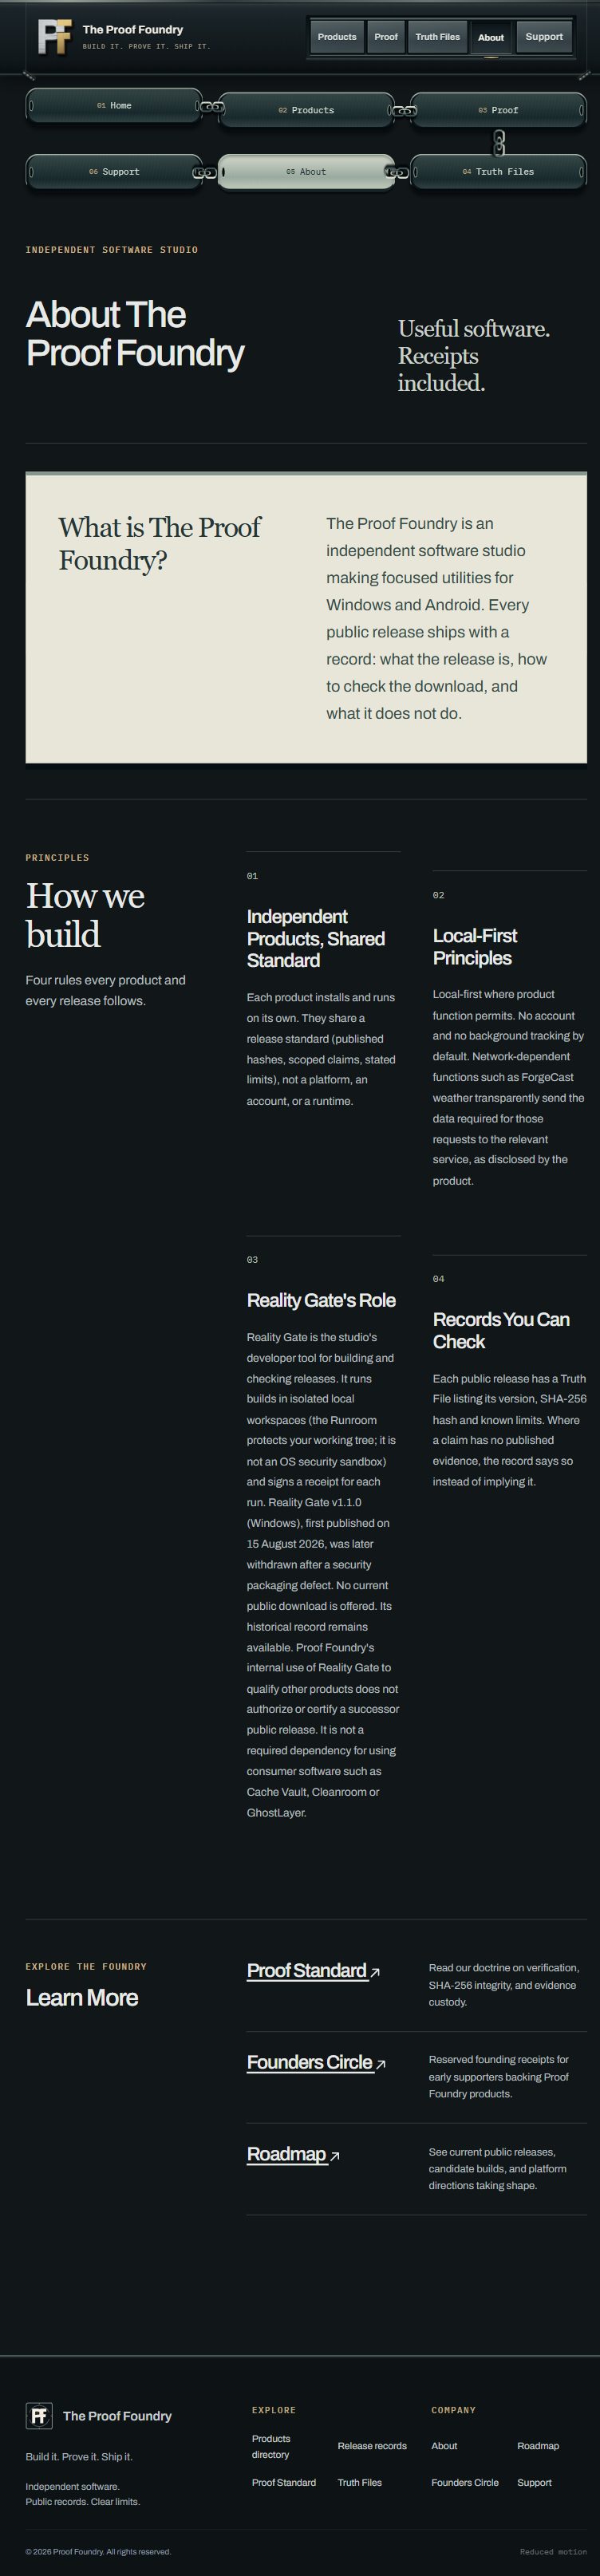 The Proof Foundry
BUILD IT. PROVE IT. SHIP IT.
Products
Proof
Truth Files
About
Support
01 Home
02 Products
03 Proof
06 Support
05 About
04 Truth Files
INDEPENDENT SOFTWARE STUDIO
About The
Proof Foundry
Useful software.
Receipts
included.
What is The Proof
Foundry?
The Proof Foundry is an
independent software studio
making focused utilities for
Windows and Android. Every
public release ships with a
record: what the release is, how
to check the download, and
what it does not do.
PRINCIPLES
How we
build
Four rules every product and
every release follows.
01
Independent
Products, Shared
Standard
Each product installs and runs
on its own. They share a
release standard (published
hashes, scoped claims, stated
limits), not a platform, an
account, or a runtime.
02
Local-First
Principles
Local-first where product
function permits. No account
and no background tracking by
default. Network-dependent
functions such as ForgeCast
weather transparently send the
data required for those
requests to the relevant
service, as disclosed by the
product.
03
Reality Gate's Role
Reality Gate is the studio's
developer tool for building and
checking releases. It runs
builds in isolated local
workspaces (the Runroom
protects your working tree; it is
not an OS security sandbox)
and signs a receipt for each
run. Reality Gate v1.1.0
(Windows), first published on
15 August 2026, was later
withdrawn after a security
packaging defect. No current
public download is offered. Its
historical record remains
available. Proof Foundry's
internal use of Reality Gate to
qualify other products does not
authorize or certify a successor
public release. It is not a
required dependency for using
consumer software such as
Cache Vault, Cleanroom or
GhostLayer.
04
Records You Can
Check
Each public release has a Truth
File listing its version, SHA-256
hash and known limits. Where
a claim has no published
evidence, the record says so
instead of implying it.
EXPLORE THE FOUNDRY
Learn More
Proof Standard ↗
Read our doctrine on verification,
SHA-256 integrity, and evidence
custody.
Founders Circle ↗
Reserved founding receipts for
early supporters backing Proof
Foundry products.
Roadmap ↗
See current public releases,
candidate builds, and platform
directions taking shape.
The Proof Foundry
Build it. Prove it. Ship it.
Independent software.
Public records. Clear limits.
EXPLORE
Products
directory
Release records
Proof Standard
Truth Files
COMPANY
About
Roadmap
Founders Circle
Support
© 2026 Proof Foundry. All rights reserved.
Reduced motion